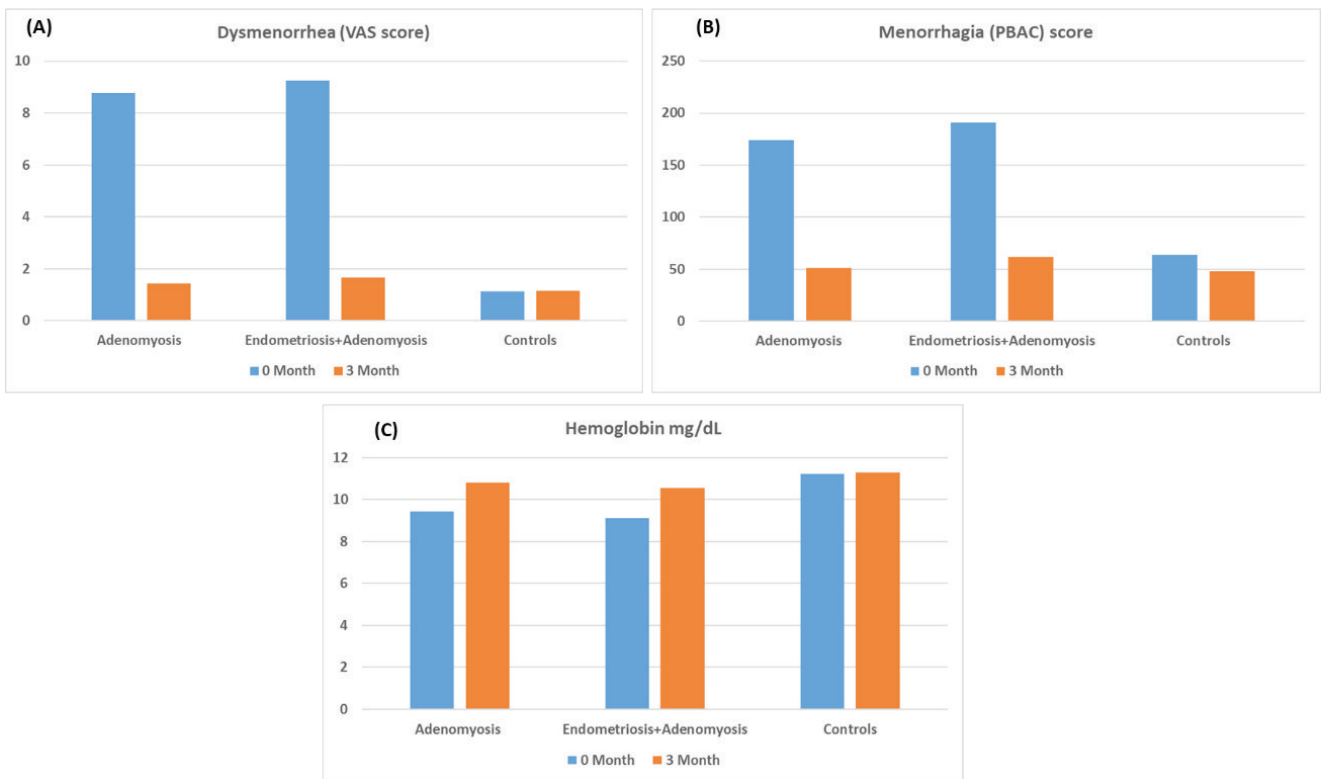 (A)
Dysmenorrhea (VAS score)
10
8
6
4
2
0
Adenomyosis Endometriosis+Adenomyosis Controls
0 Month 3 Month
(B)
Menorrhagia (PBAC) score
250
200
150
100
50
0
Adenomyosis Endometriosis+Adenomyosis Controls
0 Month 3 Month
(C)
Hemoglobin mg/dL
12
10
8
6
4
2
0
Adenomyosis Endometriosis+Adenomyosis Controls
0 Month 3 Month